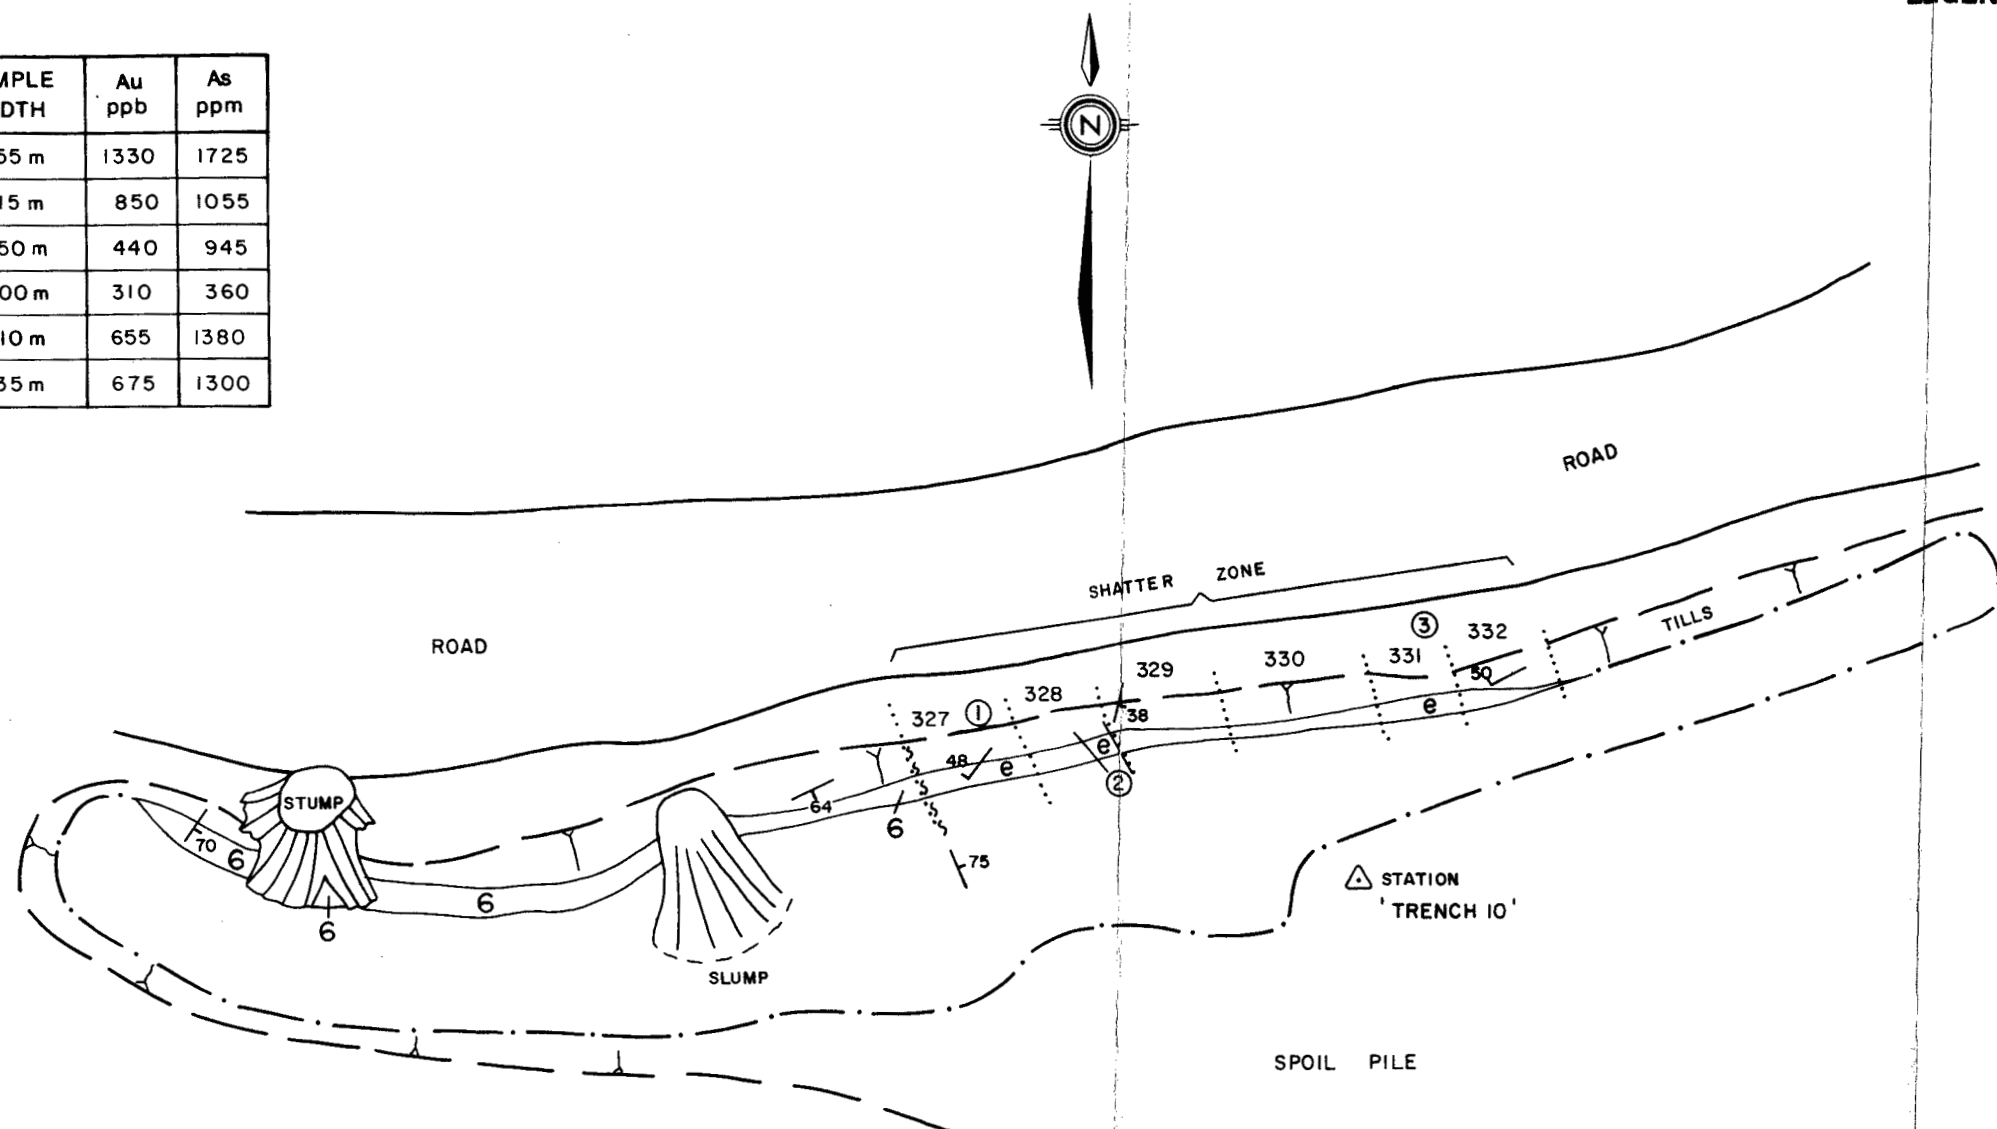 MPLE Au As
DTH ppb ppm
55 m 1330 1725
15 m 850 1055
50 m 440 945
00 m 310 360
10 m 655 1380
35 m 675 1300
N
ROAD
SHATTER ZONE
ROAD
TILLS
3
332
331
330
329
328
1
327
50
38
e
e
48
e
2
64
STUMP
70
6
6
6
6
75
STATION
'TRENCH 10'
SLUMP
SPOIL PILE